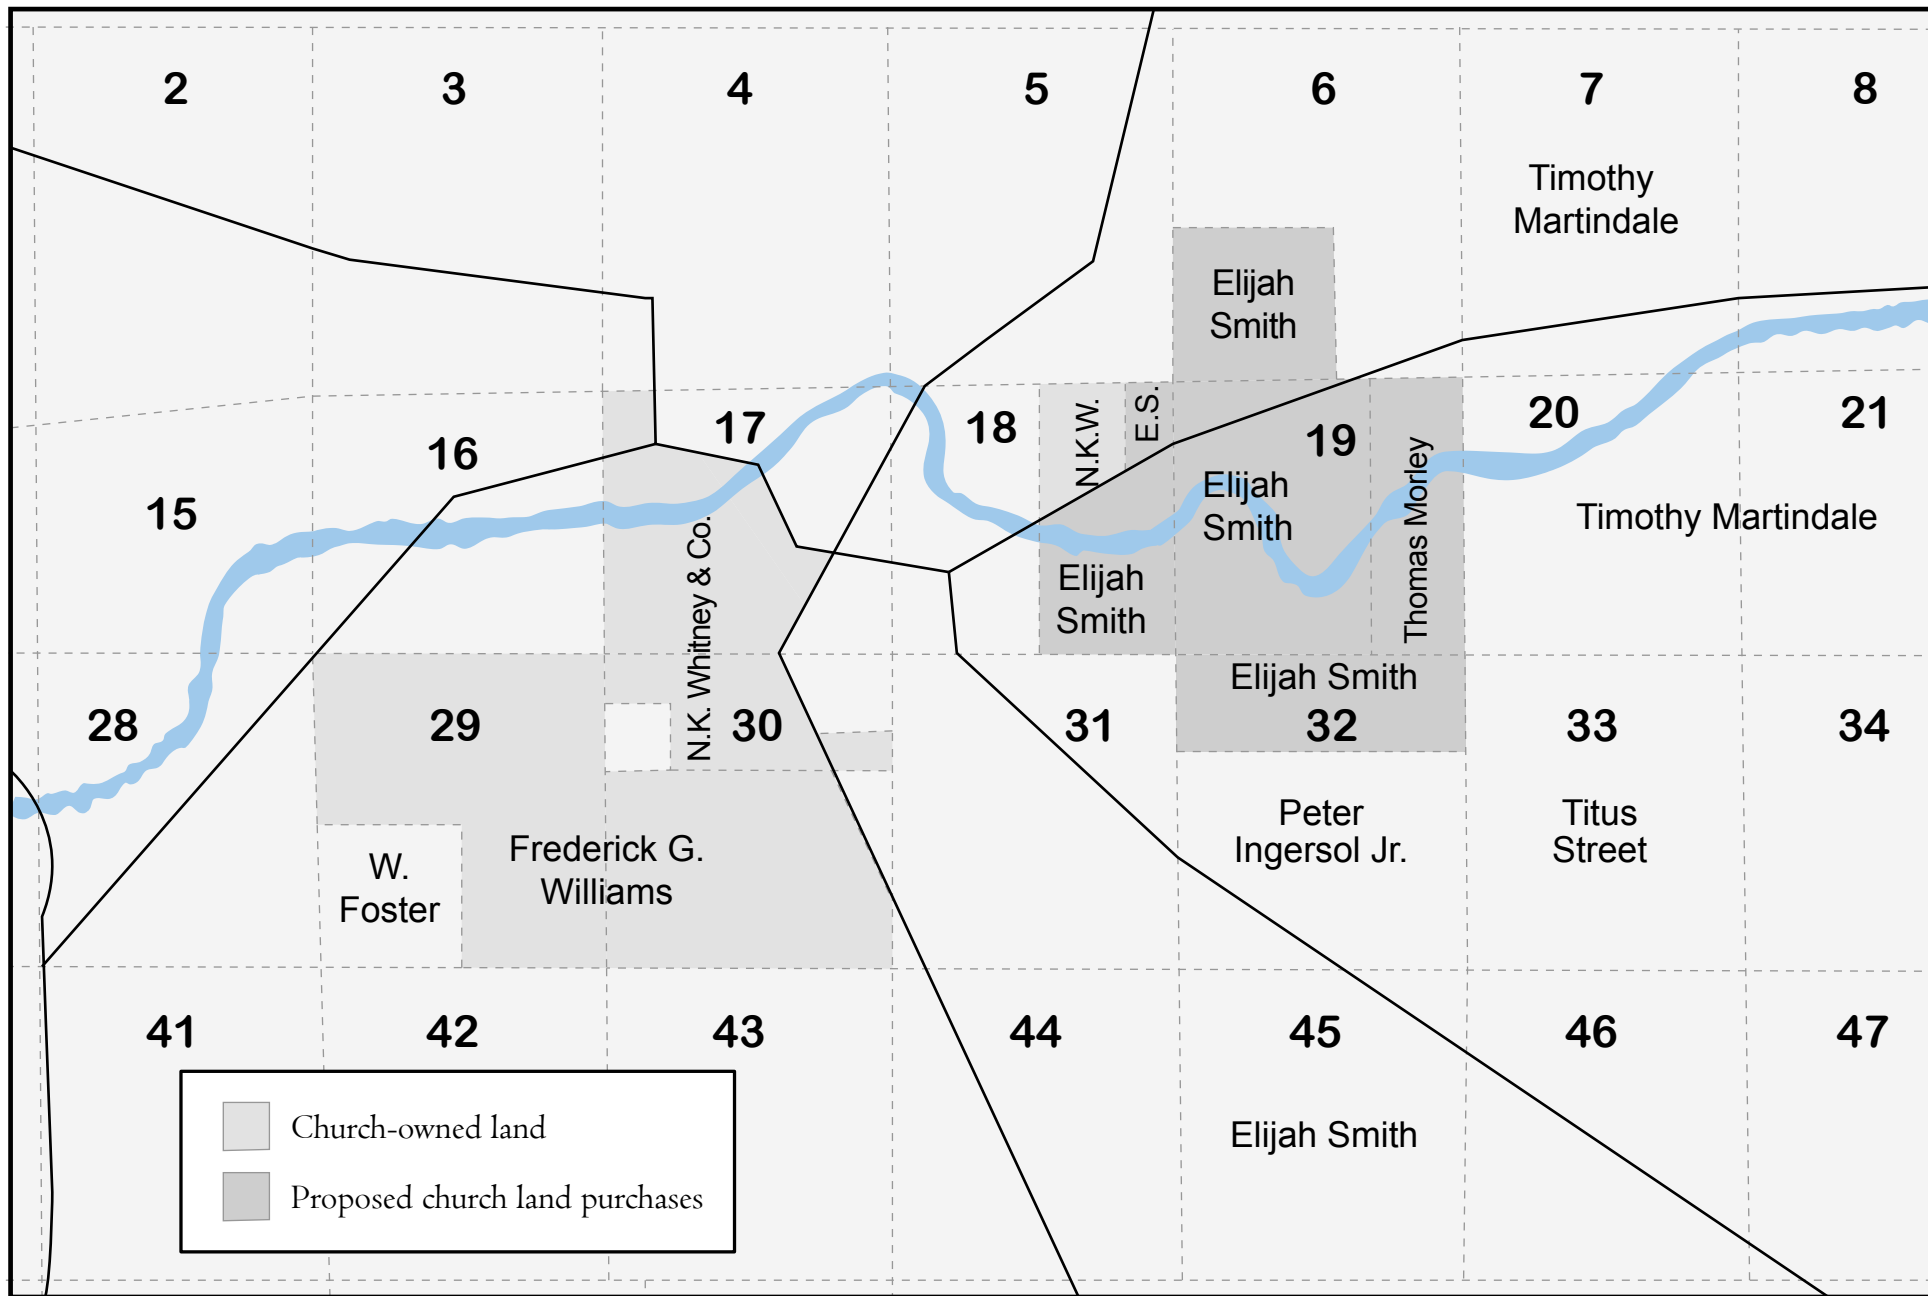 2
3
4
5
6
7
8
Timothy
Martindale
Elijah
Smith
15
16
17
18
N.K.W.
E.S.
19
20
21
Elijah
Smith
Thomas Morley
Timothy Martindale
Elijah
Smith
N.K. Whitney & Co.
Elijah Smith
28
29
30
31
32
33
34
W.
Foster
Frederick G.
Williams
Peter
Ingersol Jr.
Titus
Street
41
42
43
44
45
46
47
Elijah Smith
Church-owned land
Proposed church land purchases